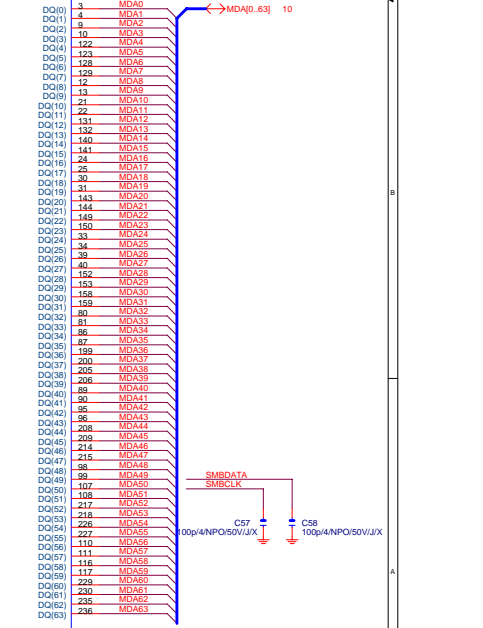 DQ(0) 3 MDA0 MDA[0..63] 10
DQ(1) 4 MDA1
DQ(2) 9 MDA2
DQ(3) 10 MDA3
DQ(4) 122 MDA4
DQ(5) 123 MDA5
DQ(6) 128 MDA6
DQ(7) 129 MDA7
DQ(8) 12 MDA8
DQ(9) 13 MDA9
DQ(10) 21 MDA10
DQ(11) 22 MDA11
DQ(12) 131 MDA12
DQ(13) 132 MDA13
DQ(14) 140 MDA14
DQ(15) 141 MDA15
DQ(16) 24 MDA16
DQ(17) 25 MDA17
DQ(18) 30 MDA18
DQ(19) 31 MDA19
B
DQ(20) 143 MDA20
DQ(21) 144 MDA21
DQ(22) 149 MDA22
DQ(23) 150 MDA23
DQ(24) 33 MDA24
DQ(25) 34 MDA25
DQ(26) 39 MDA26
DQ(27) 40 MDA27
DQ(28) 152 MDA28
DQ(29) 153 MDA29
DQ(30) 158 MDA30
DQ(31) 159 MDA31
DQ(32) 80 MDA32
DQ(33) 81 MDA33
DQ(34) 86 MDA34
DQ(35) 87 MDA35
DQ(36) 199 MDA36
DQ(37) 200 MDA37
DQ(38) 205 MDA38
DQ(39) 206 MDA39
DQ(40) 89 MDA40
DQ(41) 90 MDA41
DQ(42) 95 MDA42
DQ(43) 96 MDA43
DQ(44) 208 MDA44
DQ(45) 209 MDA45
DQ(46) 214 MDA46
DQ(47) 215 MDA47
DQ(48) 98 MDA48
DQ(49) 99 MDA49 SMBDATA
DQ(50) 107 MDA50 SMBCLK
DQ(51) 108 MDA51
DQ(52) 217 MDA52
DQ(53) 218 MDA53
DQ(54) 226 MDA54 C57 C58
DQ(55) 227 MDA55 100p/4/NPO/50V/J/X 100p/4/NPO/50V/J/X
DQ(56) 110 MDA56
DQ(57) 111 MDA57
DQ(58) 116 MDA58
DQ(59) 117 MDA59
A
DQ(60) 229 MDA60
DQ(61) 230 MDA61
DQ(62) 235 MDA62
DQ(63) 236 MDA63